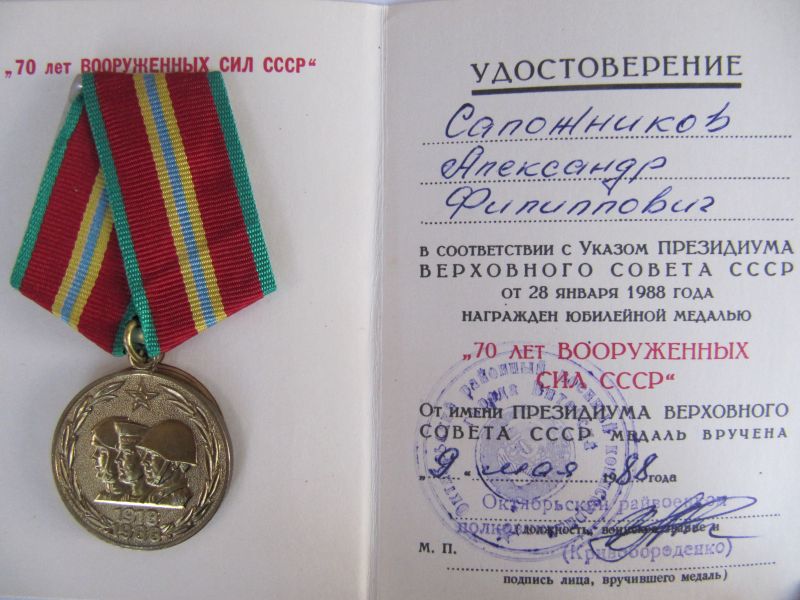 „70 лет ВООРУЖЕННЫХ СИЛ СССР“
1918
1988
УДОСТОВЕРЕНИЕ
Сапожников
Александр
Филиппович
В СООТВЕТСТВИИ С УКАЗОМ ПРЕЗИДИУМА
ВЕРХОВНОГО СОВЕТА СССР
ОТ 28 ЯНВАРЯ 1988 ГОДА
НАГРАЖДЕН ЮБИЛЕЙНОЙ МЕДАЛЬЮ
„70 ЛЕТ ВООРУЖЕННЫХ
СИЛ СССР“
ОТ ИМЕНИ ПРЕЗИДИУМА ВЕРХОВНОГО
СОВЕТА СССР МЕДАЛЬ ВРУЧЕНА
„9“ мая 1988 года
Октябрьский райвоенком
(должность, воинское звание и
М. П. (Кривобороденко)
подпись лица, вручившего медаль)